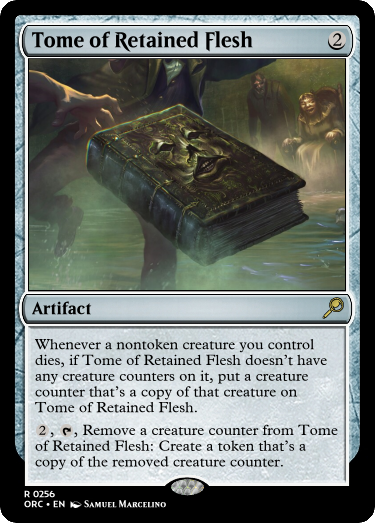 Tome of Retained Flesh 2
Artifact
Whenever a nontoken creature you control
dies, if Tome of Retained Flesh doesn't have
any creature counters on it, put a creature
counter that's a copy of that creature on
Tome of Retained Flesh.
2, , Remove a creature counter from Tome
of Retained Flesh: Create a token that's a
copy of the removed creature counter.
R 0256
ORC • EN Samuel Marcelino